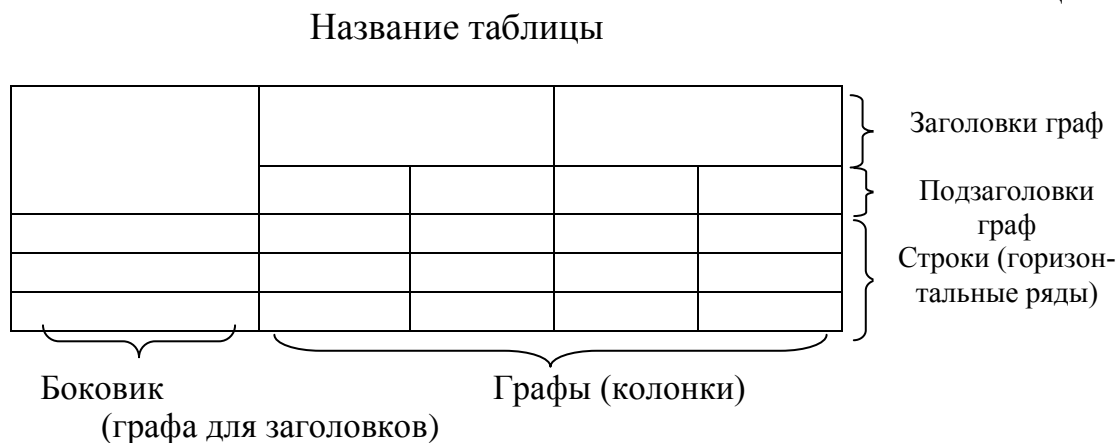 Название таблицы
Заголовки граф
Подзаголовки
граф
Строки (горизон-
тальные ряды)
Боковик
(графа для заголовков)
Графы (колонки)